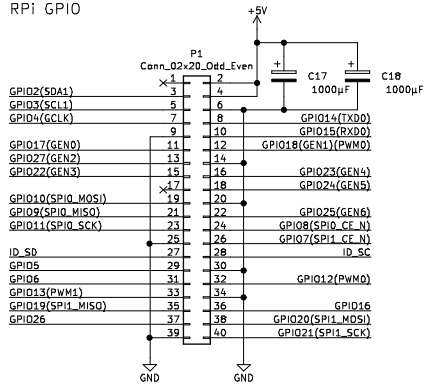 RPi GPIO
+5V
P1
Conn_02x20_Odd_Even
C17
1000µF
C18
1000µF
1 2
GPIO2(SDA1) 3 4
GPIO3(SCL1) 5 6
GPIO4(GCLK) 7 8 GPIO14(TXD0)
9 10 GPIO15(RXD0)
GPIO17(GEN0) 11 12 GPIO18(GEN1)(PWM0)
GPIO27(GEN2) 13 14
GPIO22(GEN3) 15 16 GPIO23(GEN4)
17 18 GPIO24(GEN5)
GPIO10(SPI0_MOSI) 19 20
GPIO9(SPI0_MISO) 21 22 GPIO25(GEN6)
GPIO11(SPI0_SCK) 23 24 GPIO8(SPI0_CE_N)
25 26 GPIO7(SPI1_CE_N)
ID_SD 27 28 ID_SC
GPIO5 29 30
GPIO6 31 32 GPIO12(PWM0)
GPIO13(PWM1) 33 34
GPIO19(SPI1_MISO) 35 36 GPIO16
GPIO26 37 38 GPIO20(SPI1_MOSI)
39 40 GPIO21(SPI1_SCK)
GND GND